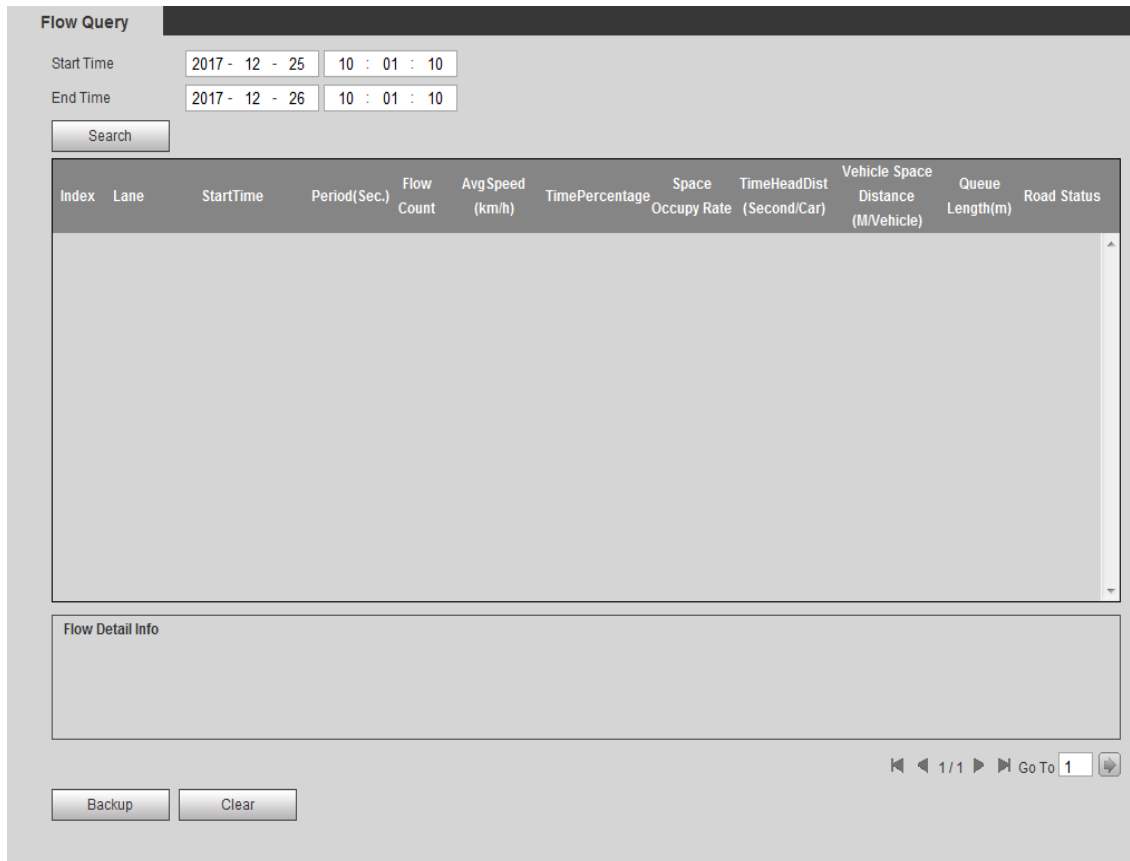 Flow Query
Start Time 2017 - 12 - 25 10 : 01 : 10
End Time 2017 - 12 - 26 10 : 01 : 10
Search
Index Lane StartTime Period(Sec.) Flow Count AvgSpeed (km/h) TimePercentage Space Occupy Rate TimeHeadDist (Second/Car) Vehicle Space Distance (M/Vehicle) Queue Length(m) Road Status
Flow Detail Info
1/1 Go To 1
Backup Clear